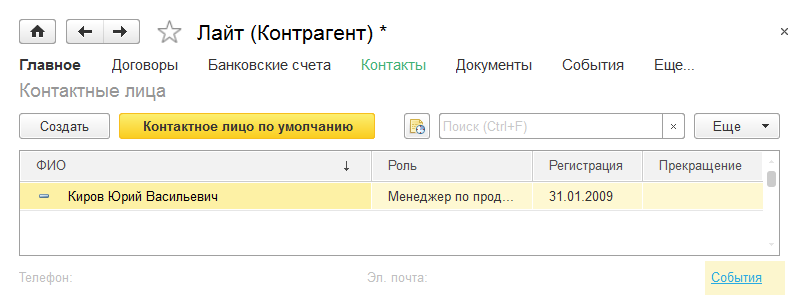 Лайт (Контрагент) *
Главное Договоры Банковские счета Контакты Документы События Еще...
Контактные лица
Создать Контактное лицо по умолчанию Поиск (Ctrl+F) × Еще
ФИО ↓ Роль Регистрация Прекращение
Киров Юрий Васильевич Менеджер по прод... 31.01.2009
Телефон: Эл. почта: События